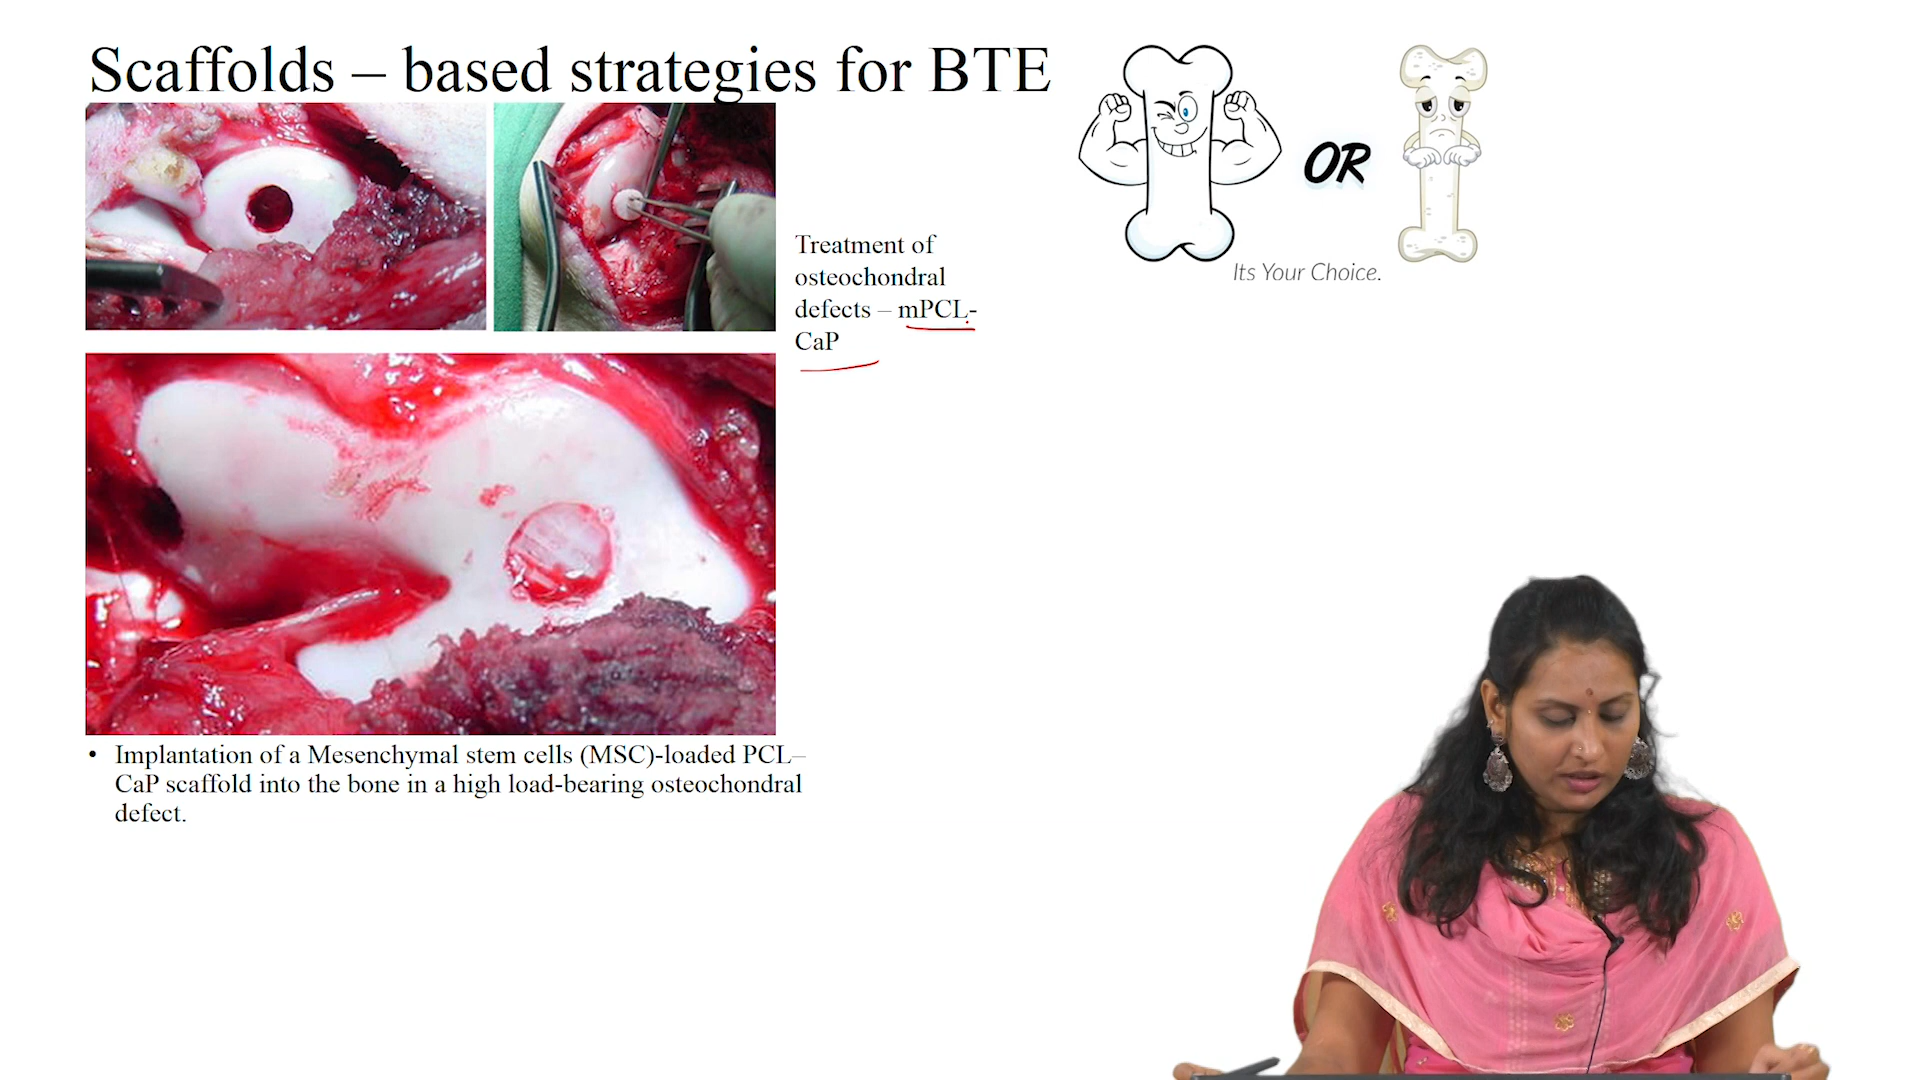 Scaffolds – based strategies for BTE
OR
Its Your Choice.
Treatment of
osteochondral
defects – mPCL-
CaP
• Implantation of a Mesenchymal stem cells (MSC)-loaded PCL–
CaP scaffold into the bone in a high load-bearing osteochondral
defect.